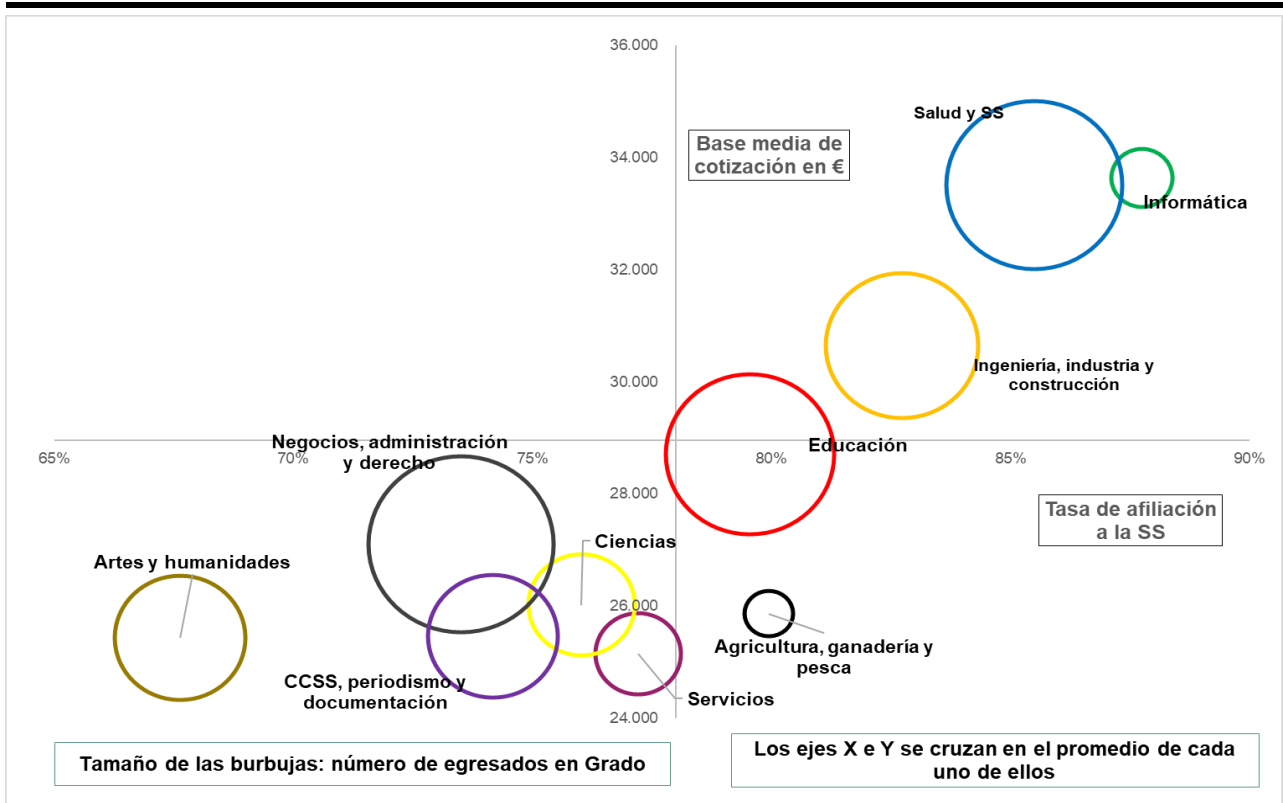 36.000
Salud y SS
Base media de
cotización en €
34.000
Informática
32.000
Ingeniería, industria y
construcción
30.000
Negocios, administración
y derecho
Educación
65%
70%
75%
80%
85%
90%
28.000
Tasa de afiliación
a la SS
Ciencias
Artes y humanidades
26.000
Agricultura, ganadería y
pesca
CCSS, periodismo y
documentación
Servicios
24.000
Tamaño de las burbujas: número de egresados en Grado
Los ejes X e Y se cruzan en el promedio de cada
uno de ellos